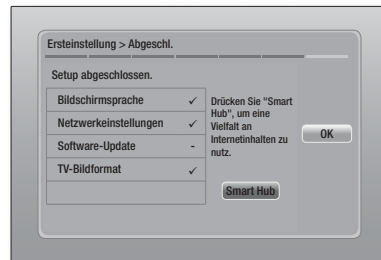 Ersteinstellung > Abgeschl.
Setup abgeschlossen.
Bildschirmsprache ✓
Netzwerkeinstellungen ✓
Software-Update -
TV-Bildformat ✓
Drücken Sie "Smart
Hub", um eine
Vielfalt an
Internetinhalten zu
nutz.
Smart Hub
OK